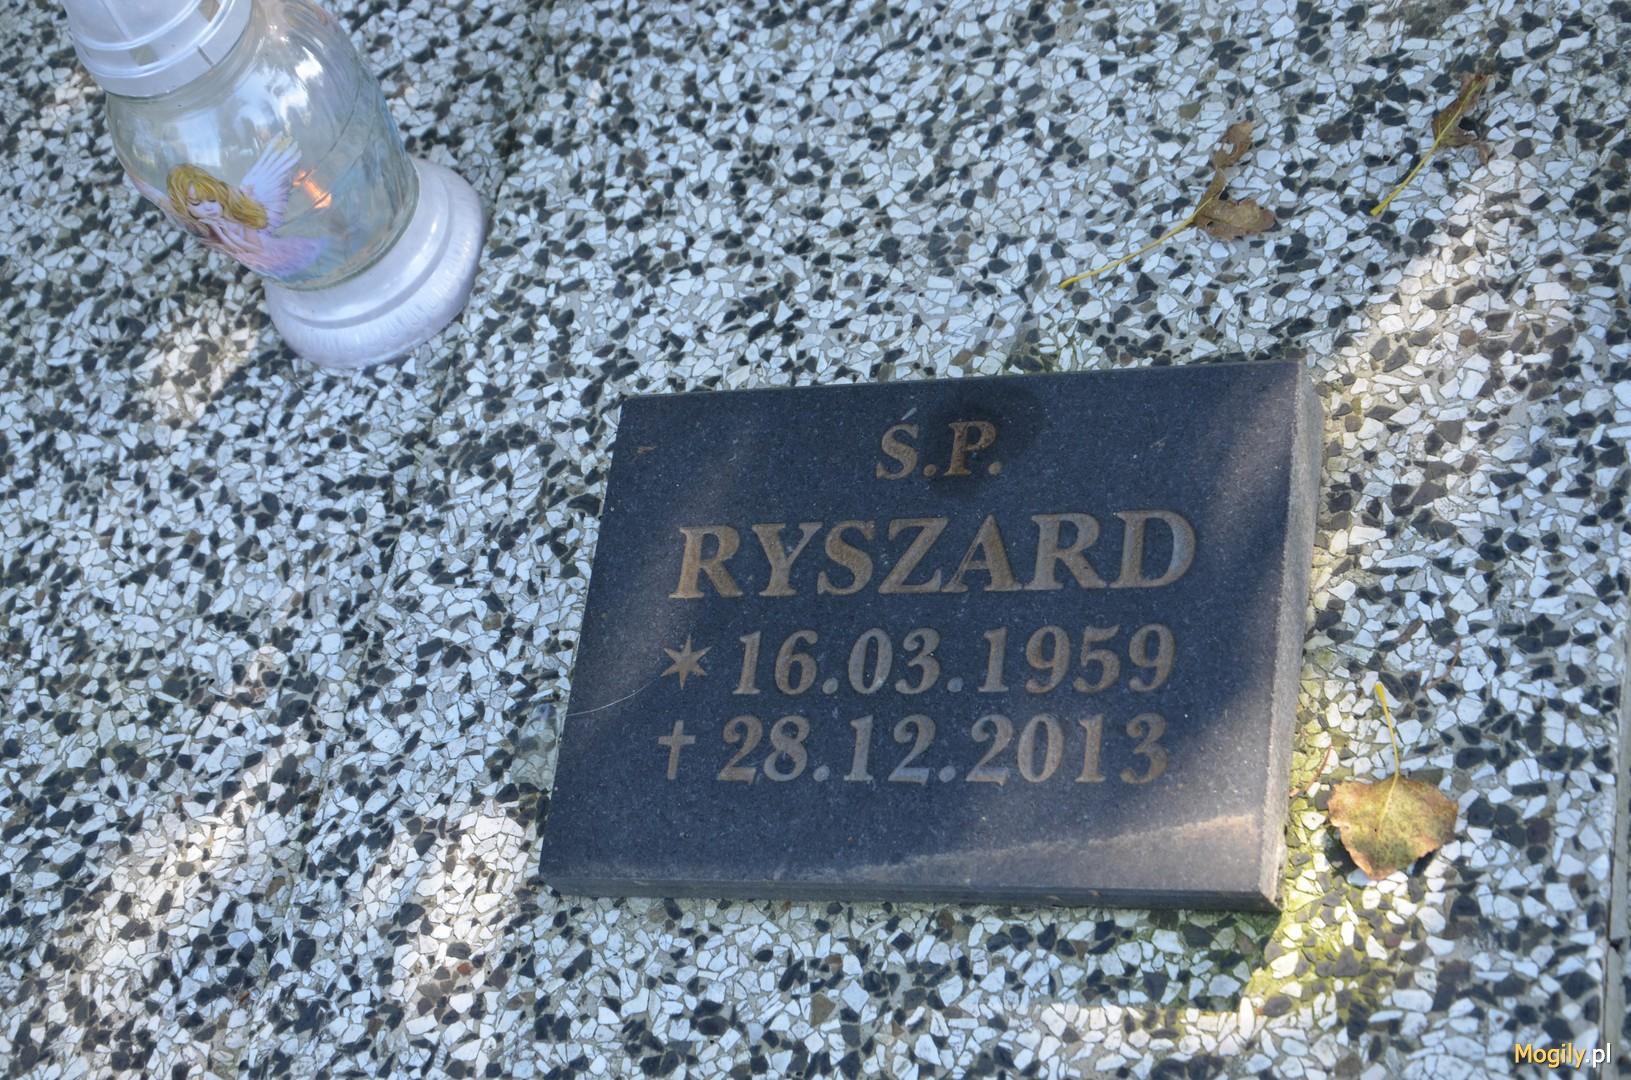 Ś.P.
RYSZARD
✶ 16.03.1959
† 28.12.2013
Mogily.pl